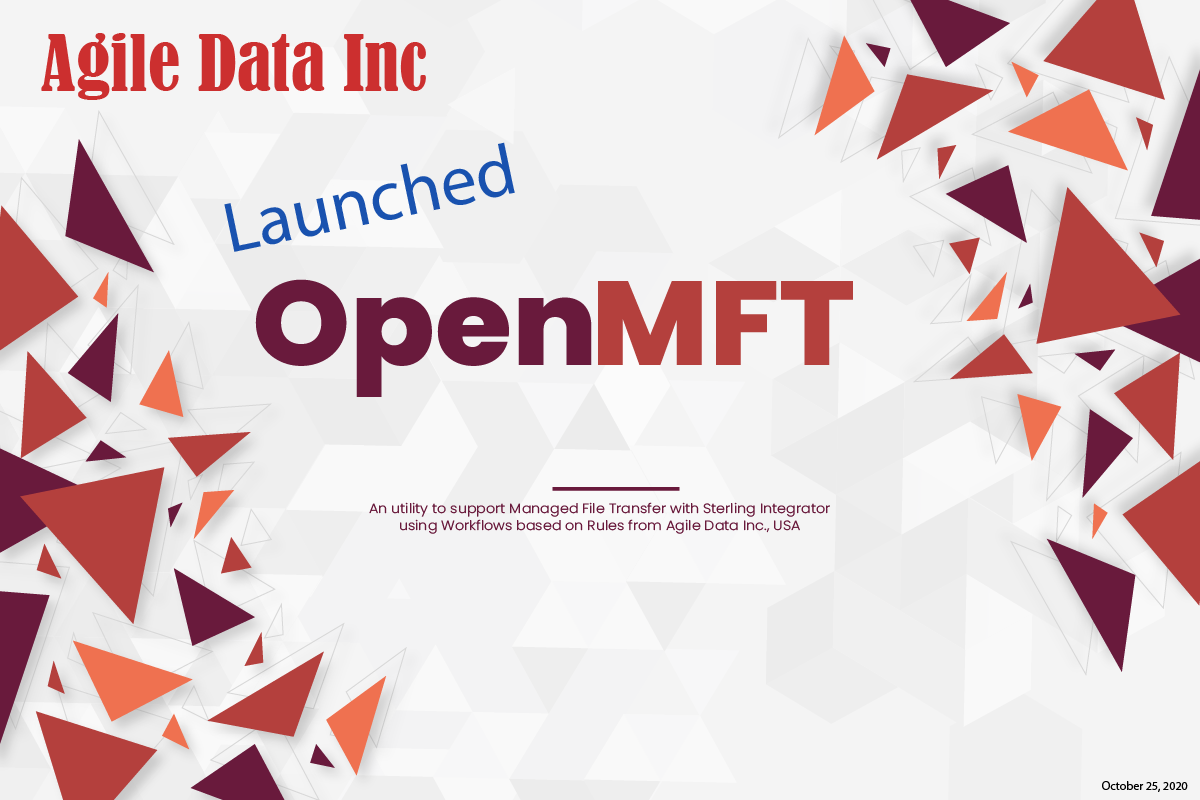 Agile Data Inc
Launched
OpenMFT
An utility to support Managed File Transfer with Sterling Integrator
using Workflows based on Rules from Agile Data Inc., USA
October 25, 2020